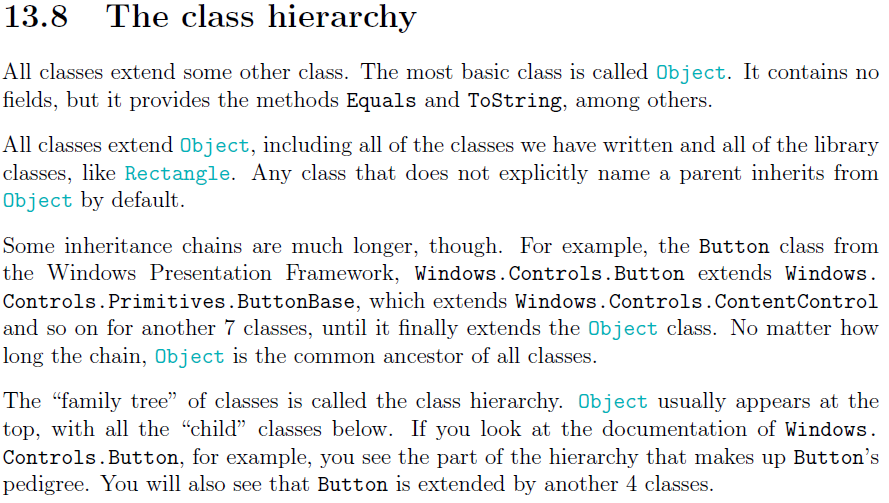 13.8 The class hierarchy
All classes extend some other class. The most basic class is called Object. It contains no
fields, but it provides the methods Equals and ToString, among others.
All classes extend Object, including all of the classes we have written and all of the library
classes, like Rectangle. Any class that does not explicitly name a parent inherits from
Object by default.
Some inheritance chains are much longer, though. For example, the Button class from
the Windows Presentation Framework, Windows.Controls.Button extends Windows.
Controls.Primitives.ButtonBase, which extends Windows.Controls.ContentControl
and so on for another 7 classes, until it finally extends the Object class. No matter how
long the chain, Object is the common ancestor of all classes.
The “family tree” of classes is called the class hierarchy. Object usually appears at the
top, with all the “child” classes below. If you look at the documentation of Windows.
Controls.Button, for example, you see the part of the hierarchy that makes up Button’s
pedigree. You will also see that Button is extended by another 4 classes.